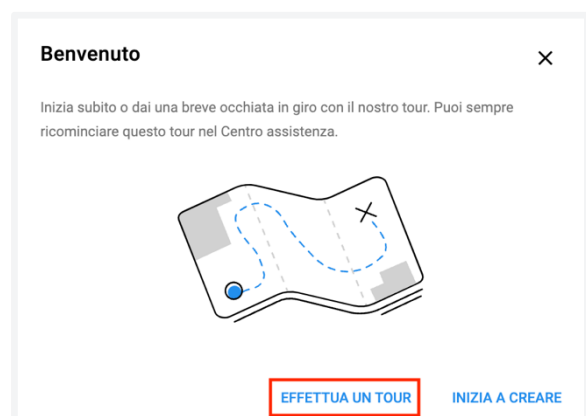 Benvenuto
Inizia subito o dai una breve occhiata in giro con il nostro tour. Puoi sempre
ricominciare questo tour nel Centro assistenza.
EFFETTUA UN TOUR
INIZIA A CREARE